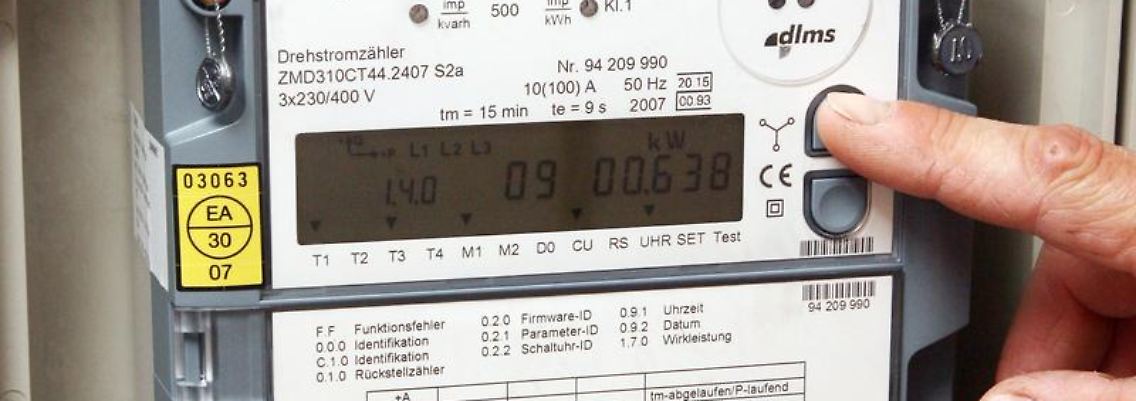 imp
kvarh
500
imp
kWh
Kl.1
dlms
Drehstromzähler
ZMD310CT44.2407 S2a
3x230/400 V
Nr. 94 209 990
10(100) A 50 Hz 20 15
tm = 15 min te = 9 s 2007 00.93
L1 L2 L3
kW
1.4.0 09 00.638
T1 T2 T3 T4 M1 M2 D0 CU RS UHR SET Test
CE
03063
EA
30
07
94 209 990
F.F Funktionsfehler
0.0.0 Identifikation
C.1.0 Identifikation
0.1.0 Rückstellzähler
0.2.0 Firmware-ID
0.2.1 Parameter-ID
0.2.2 Schaltuhr-ID
0.9.1 Uhrzeit
0.9.2 Datum
1.7.0 Wirkleistung
+A
tm-abgelaufen/P-laufend